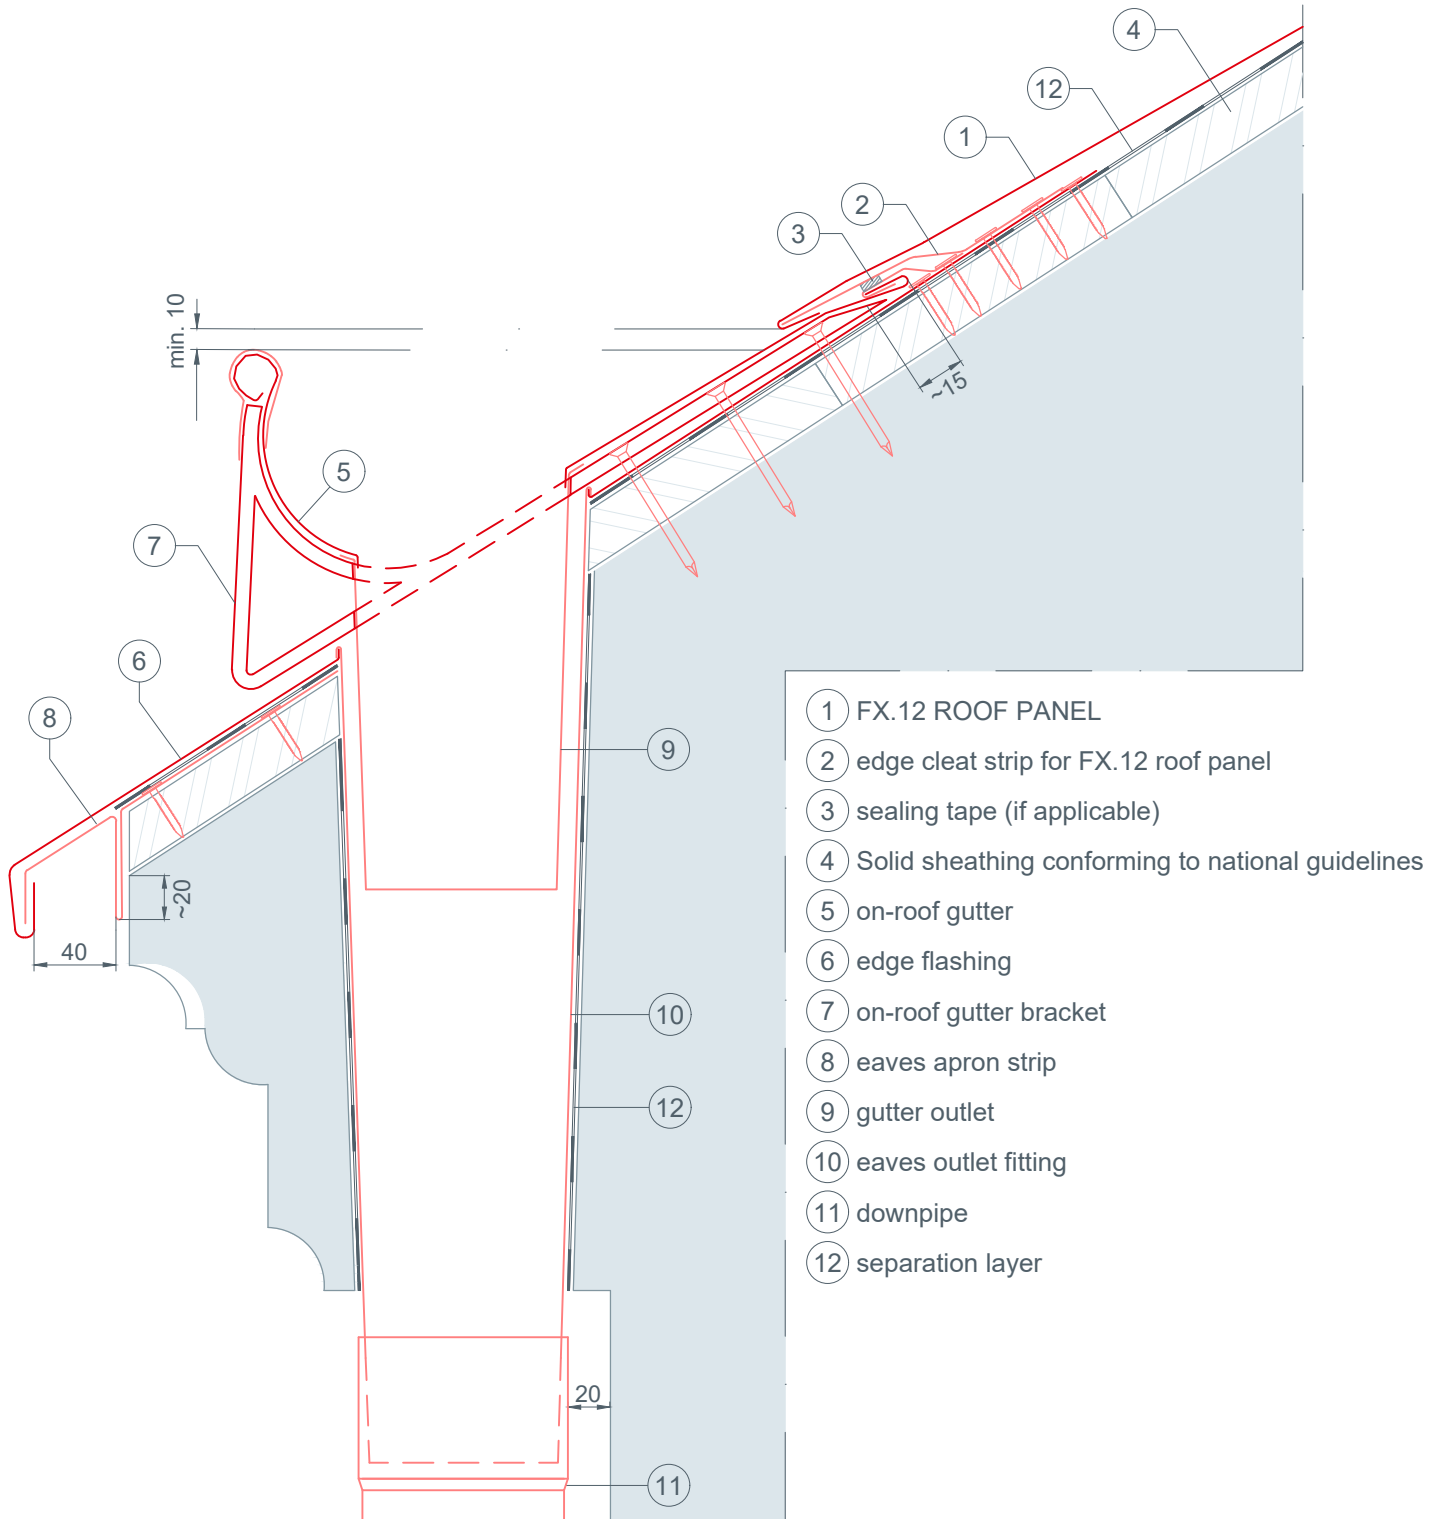 4
12
1
2
3
min. 10
~15
5
7
6
8
9
~20
40
10
12
20
11
1 FX.12 ROOF PANEL
2 edge cleat strip for FX.12 roof panel
3 sealing tape (if applicable)
4 Solid sheathing conforming to national guidelines
5 on-roof gutter
6 edge flashing
7 on-roof gutter bracket
8 eaves apron strip
9 gutter outlet
10 eaves outlet fitting
11 downpipe
12 separation layer